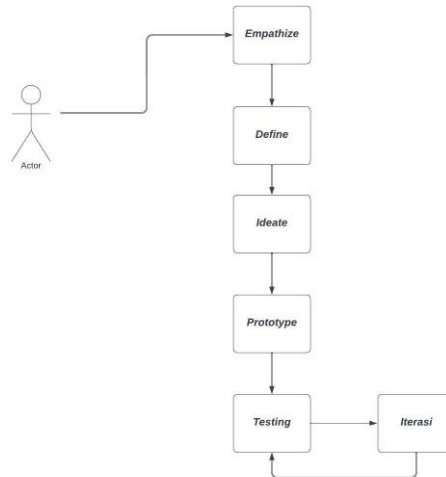 Empathize
Actor
Define
Ideate
Prototype
Testing
Iterasi